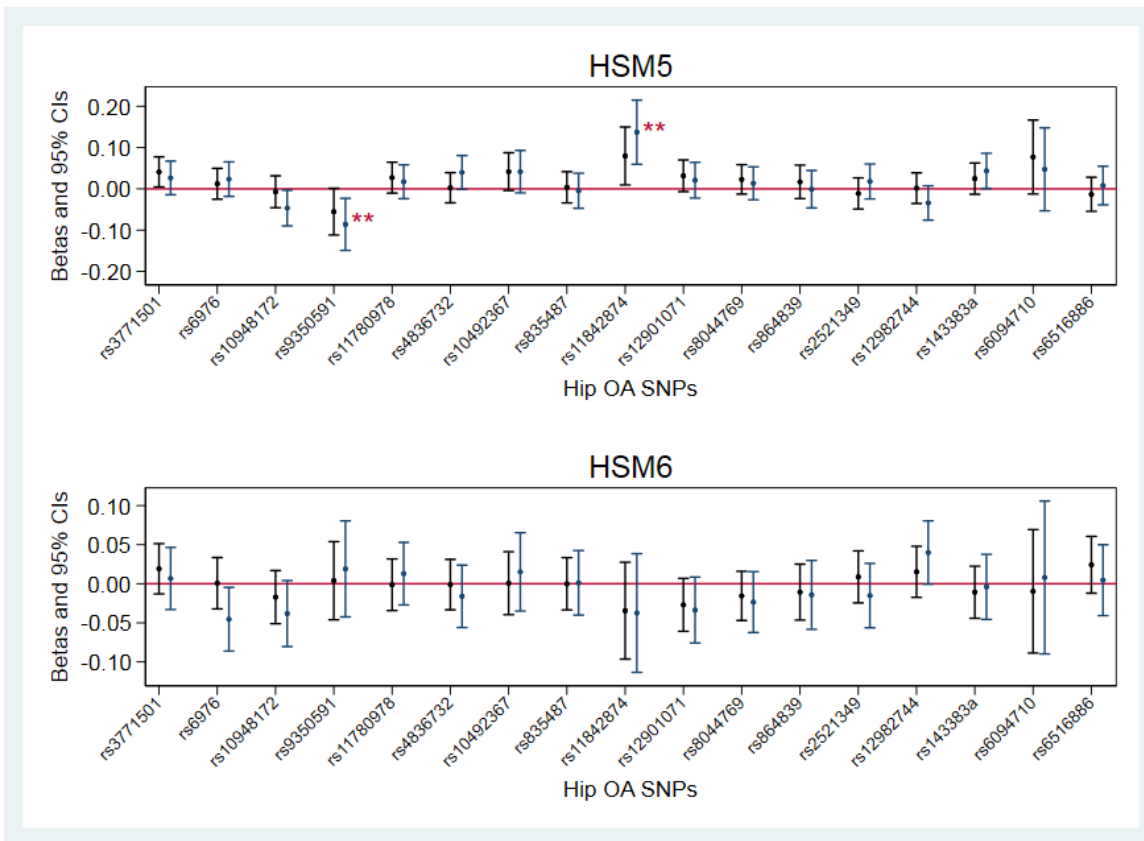 HSM5
Betas and 95% CIs
0.20
0.10
0.00
-0.10
-0.20
**
**
rs3771501
rs6976
rs10948172
rs9350591
rs11780978
rs4836732
rs10492367
rs835487
rs11842874
rs12901071
rs8044769
rs864839
rs2521349
rs12982744
rs143383a
rs6094710
rs6516886
Hip OA SNPs
HSM6
Betas and 95% CIs
0.10
0.05
0.00
-0.05
-0.10
rs3771501
rs6976
rs10948172
rs9350591
rs11780978
rs4836732
rs10492367
rs835487
rs11842874
rs12901071
rs8044769
rs864839
rs2521349
rs12982744
rs143383a
rs6094710
rs6516886
Hip OA SNPs